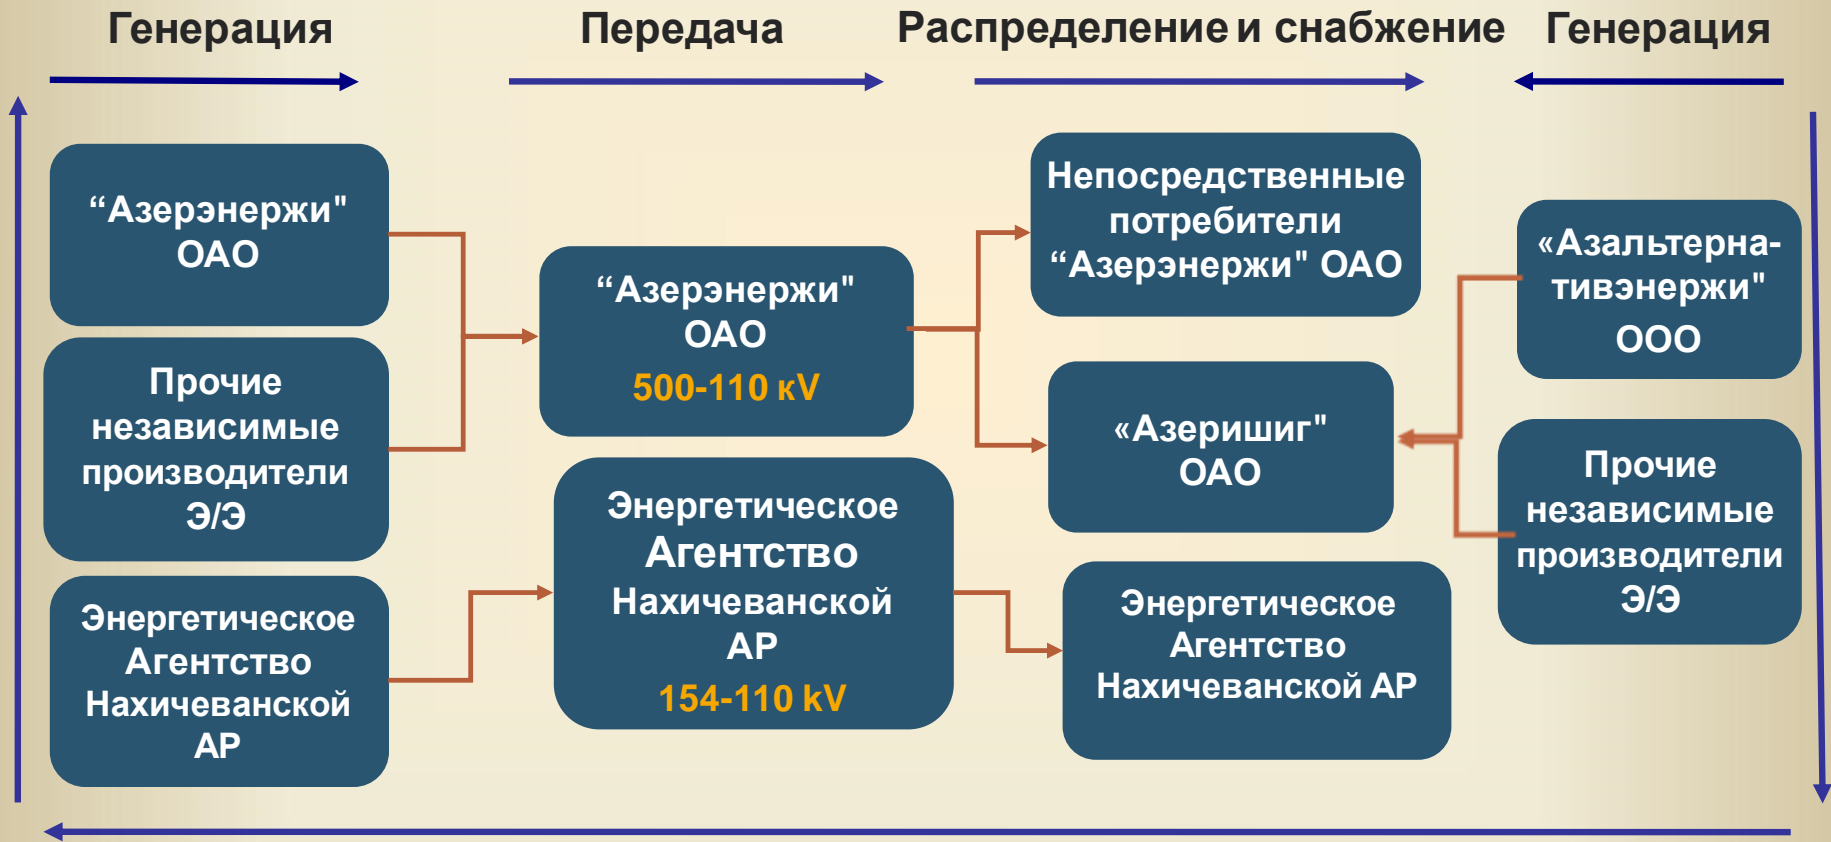 Генерация
Передача
Распределение и снабжение
Генерация
“Азерэнержи"
ОАО
Прочие
независимые
производители
Э/Э
Энергетическое
Агентство
Нахичеванской
АР
“Азерэнержи"
ОАО
500-110 кV
Энергетическое
Агентство
Нахичеванской
АР
154-110 kV
Непосредственные
потребители
“Азерэнержи" ОАО
«Азеришиг"
ОАО
Энергетическое
Агентство
Нахичеванской АР
«Азальтерна-
тивэнержи"
ООО
Прочие
независимые
производители
Э/Э